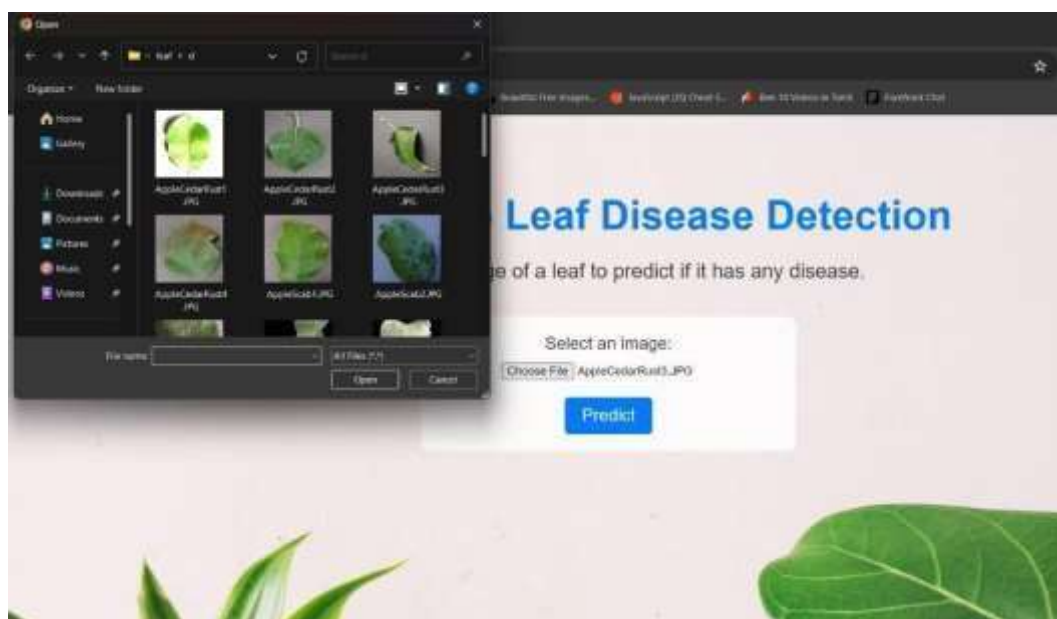 Open
leaf
Organize
New folder
Home
Gallery
Downloads
Documents
Pictures
Music
Videos
AppleCedarRust1
.JPG
AppleCedarRust2
.JPG
AppleCedarRust3
.JPG
AppleCedarRust4
.JPG
AppleScab1.JPG
AppleScab2.JPG
File name:
All Files (*.*)
Open
Cancel
Leaf Disease Detection
of a leaf to predict if it has any disease.
Select an image:
Choose File AppleCedarRust3.JPG
Predict